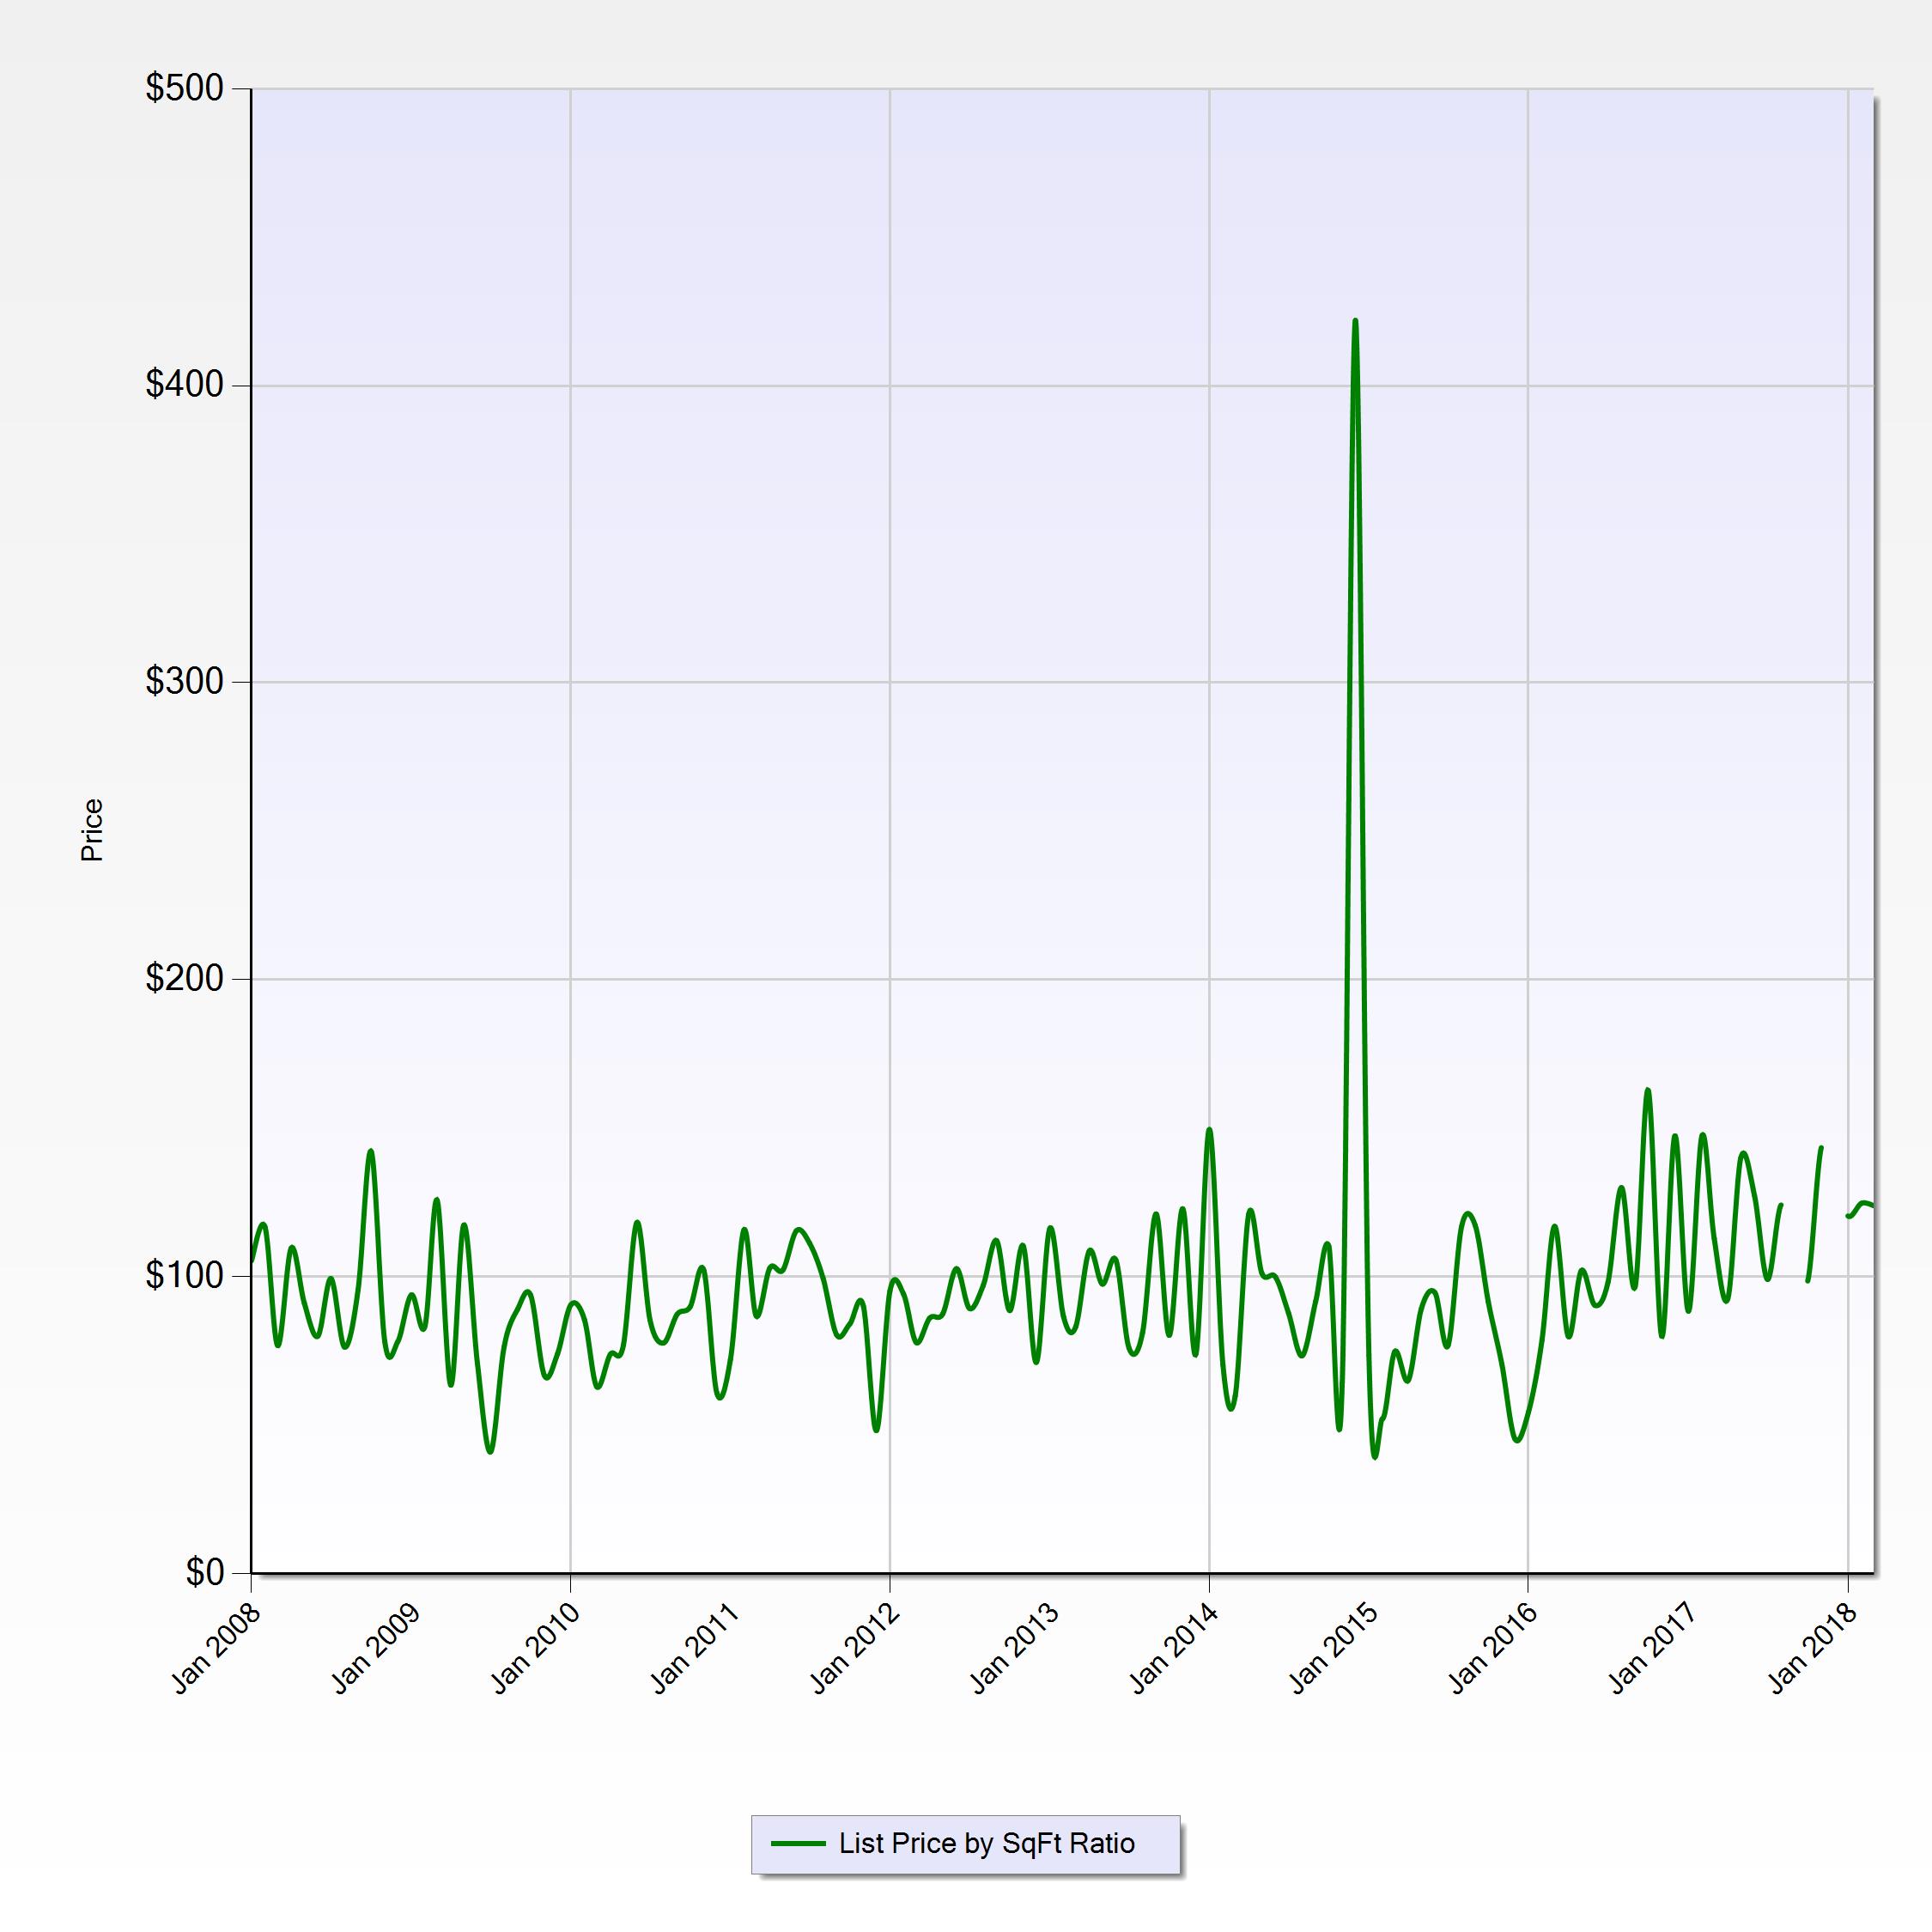 $500
$400
$300
$200
$100
$0
Price
Jan 2008
Jan 2009
Jan 2010
Jan 2011
Jan 2012
Jan 2013
Jan 2014
Jan 2015
Jan 2016
Jan 2017
Jan 2018
List Price by SqFt Ratio